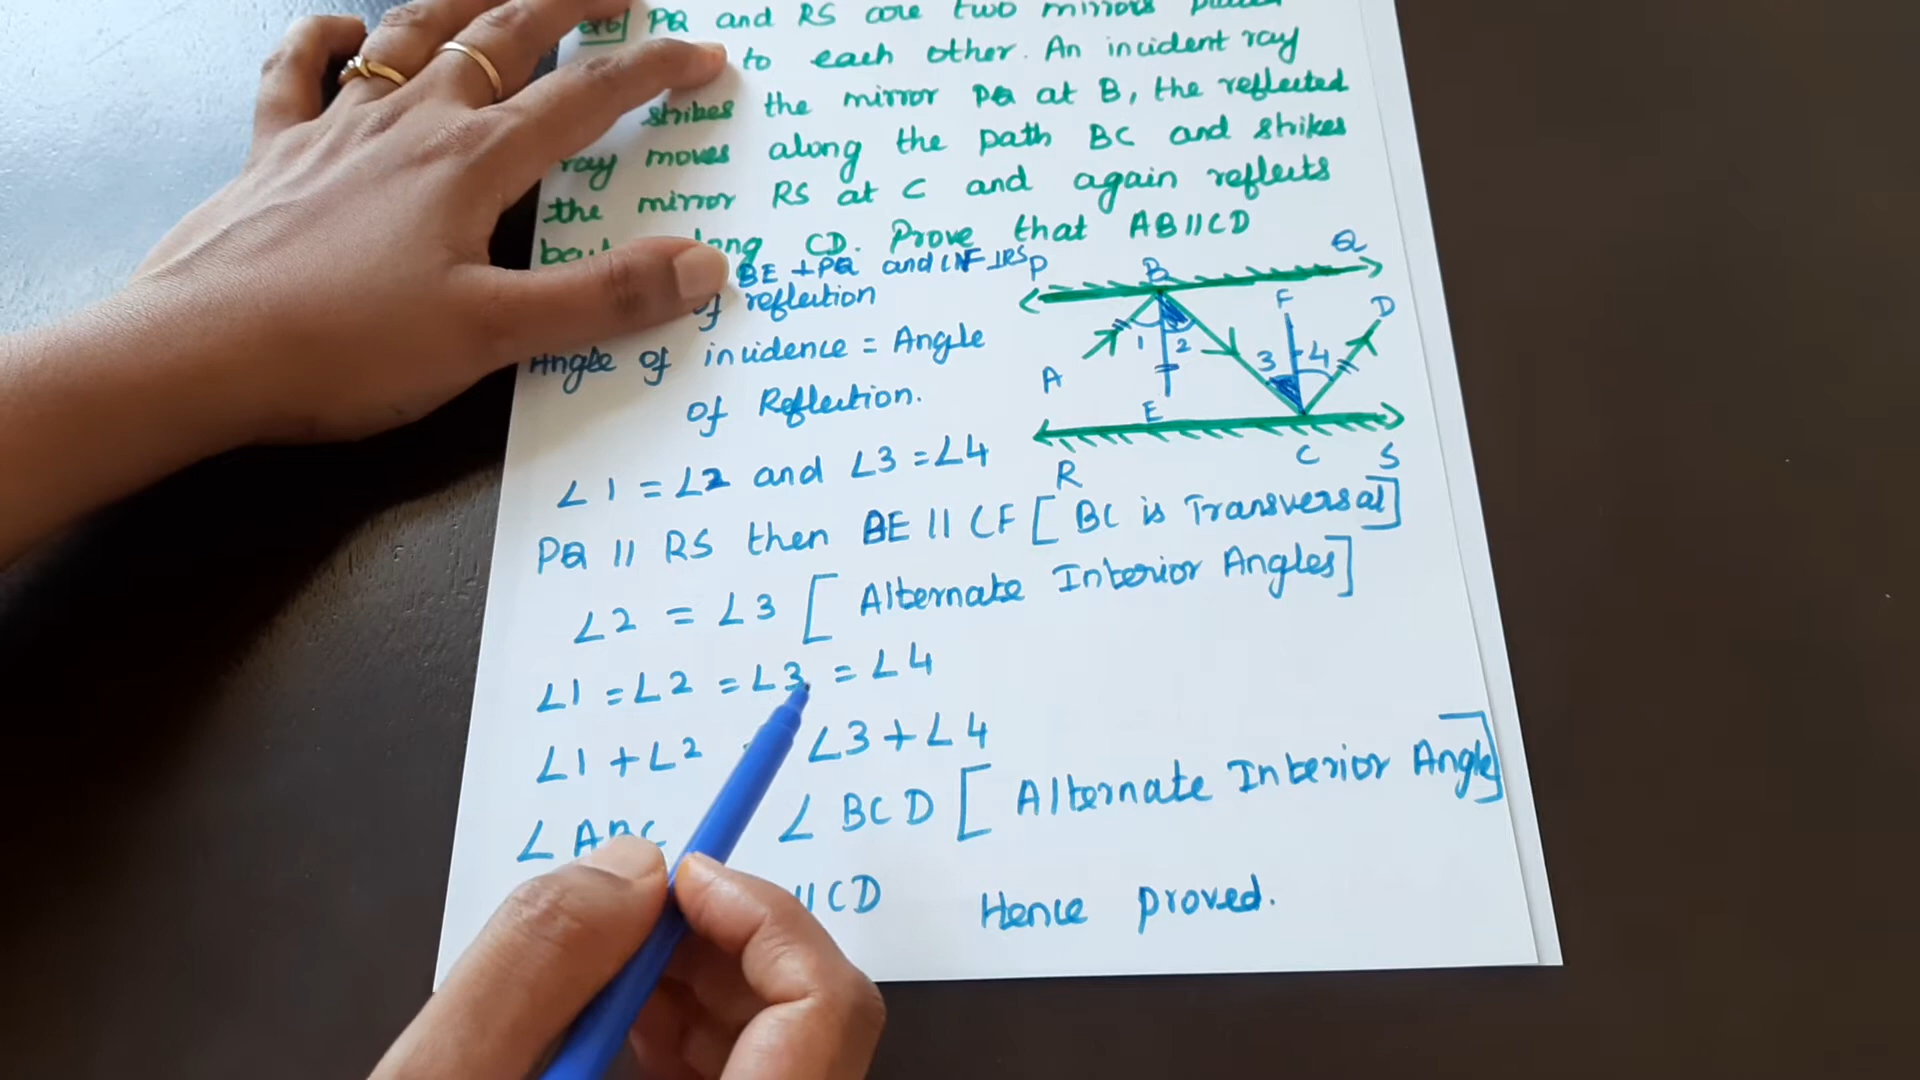 PQ and RS are two mirrors placed
to each other. An incident ray
strikes the mirror PQ at B, the reflected
ray moves along the path BC and strikes
the mirror RS at C and again reflects
CD. Prove that AB || CD
BE ⊥ PQ and ⊥ RS
of reflection
Angle of incidence = Angle
of Reflection.
∠1 = ∠2 and ∠3 = ∠4
PQ || RS then BE || CF [BC is Transversal]
∠2 = ∠3 [Alternate Interior Angles]
∠1 = ∠2 = ∠3 = ∠4
∠1 + ∠2 ∠3 + ∠4
∠ABC ∠BCD [Alternate Interior Angle]
|| CD Hence proved.
P B Q
F D
1 2 3 4
A
E
R C S